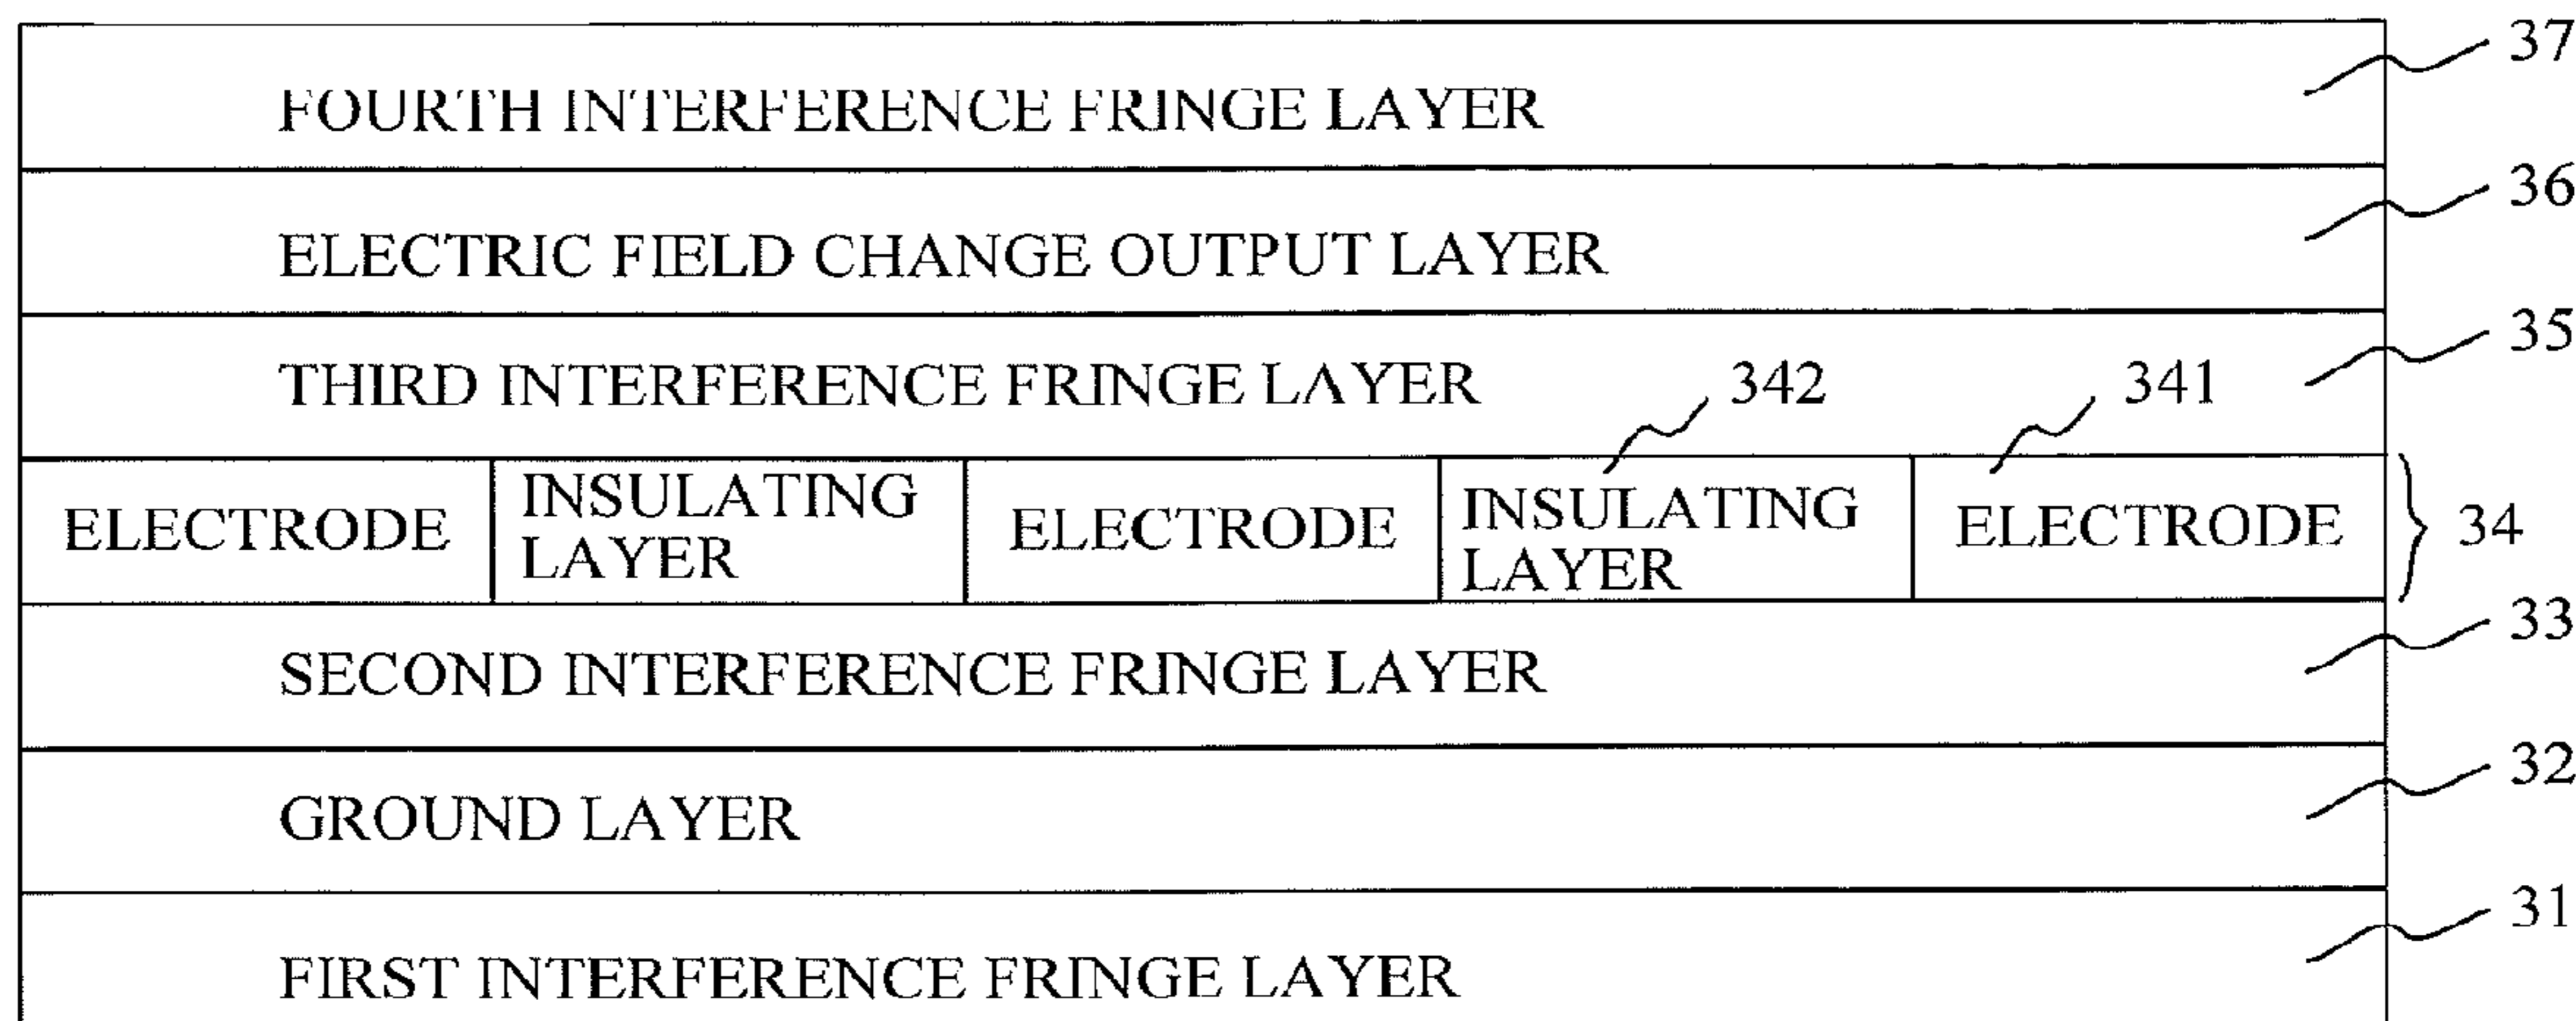 37
FOURTH INTERFERENCE FRINGE LAYER
36
ELECTRIC FIELD CHANGE OUTPUT LAYER
35
THIRD INTERFERENCE FRINGE LAYER
342
341
ELECTRODE
INSULATING
LAYER
ELECTRODE
INSULATING
LAYER
ELECTRODE
34
33
SECOND INTERFERENCE FRINGE LAYER
32
GROUND LAYER
31
FIRST INTERFERENCE FRINGE LAYER